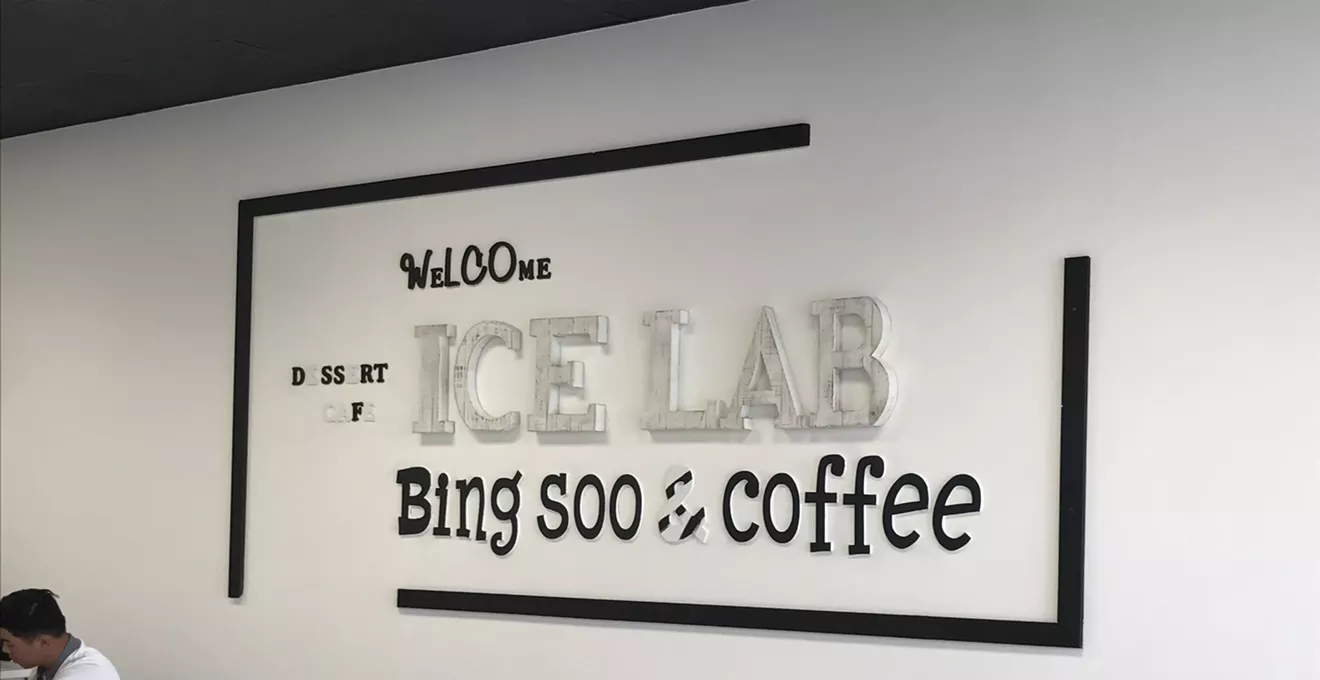 WELCOME
DESSERT
CAFE
ICE LAB
Bing soo & coffee